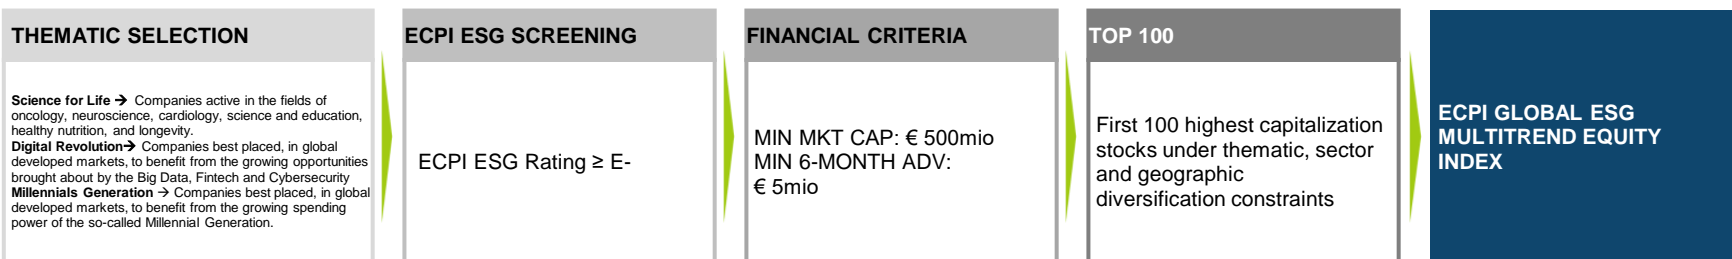 THEMATIC SELECTION
Science for Life → Companies active in the fields of
oncology, neuroscience, cardiology, science and education,
healthy nutrition, and longevity.
Digital Revolution→ Companies best placed, in global
developed markets, to benefit from the growing opportunities
brought about by the Big Data, Fintech and Cybersecurity
Millennials Generation → Companies best placed, in global
developed markets, to benefit from the growing spending
power of the so-called Millennial Generation.
ECPI ESG SCREENING
ECPI ESG Rating ≥ E-
FINANCIAL CRITERIA
MIN MKT CAP: € 500mio
MIN 6-MONTH ADV:
€ 5mio
TOP 100
First 100 highest capitalization
stocks under thematic, sector
and geographic
diversification constraints
ECPI GLOBAL ESG
MULTITREND EQUITY
INDEX